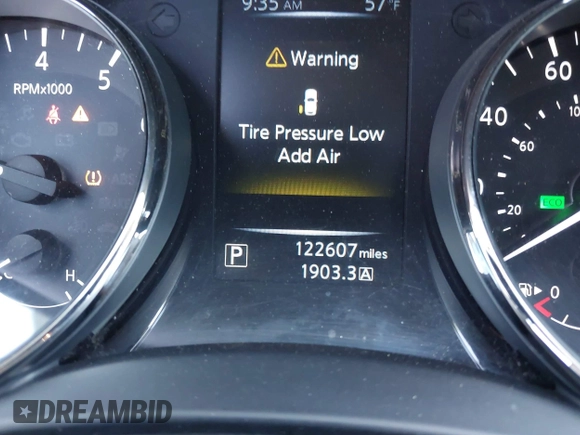 9:35 AM 57°F
4 5
RPMx1000
Warning
Tire Pressure Low
Add Air
60
40
60
20
ECO
P 122607 miles
1903.3 A
H
0
DREAMBID